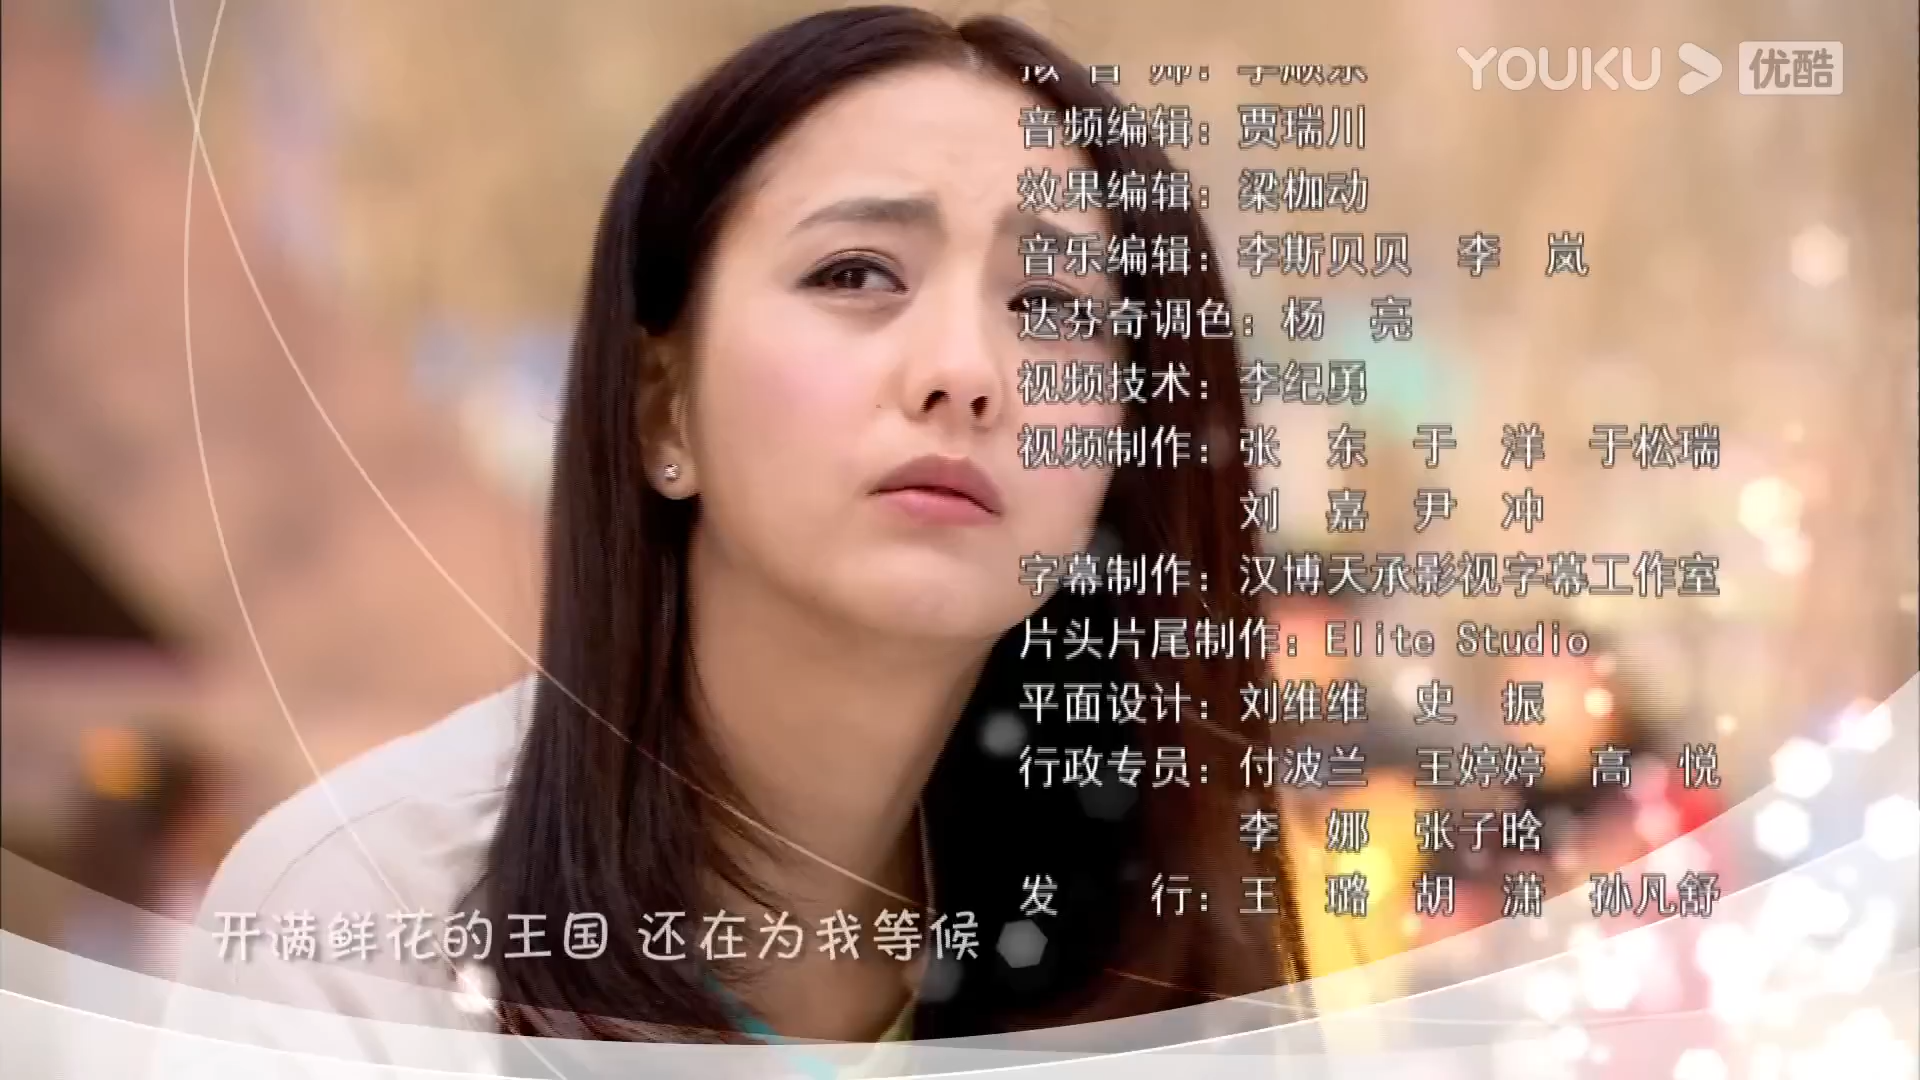 YOUKU 优酷
音频编辑：贾瑞川
效果编辑：梁枷动
音乐编辑：李斯贝贝 李 岚
达芬奇调色：杨 亮
视频技术：李纪勇
视频制作：张 东 于 洋 于松瑞
刘 嘉 尹 冲
字幕制作：汉博天承影视字幕工作室
片头片尾制作：Elite Studio
平面设计：刘维维 史 振
行政专员：付波兰 王婷婷 高 悦
李 娜 张子晗
发 行：王 璐 胡 潇 孙凡舒
开满鲜花的王国 还在为我等候